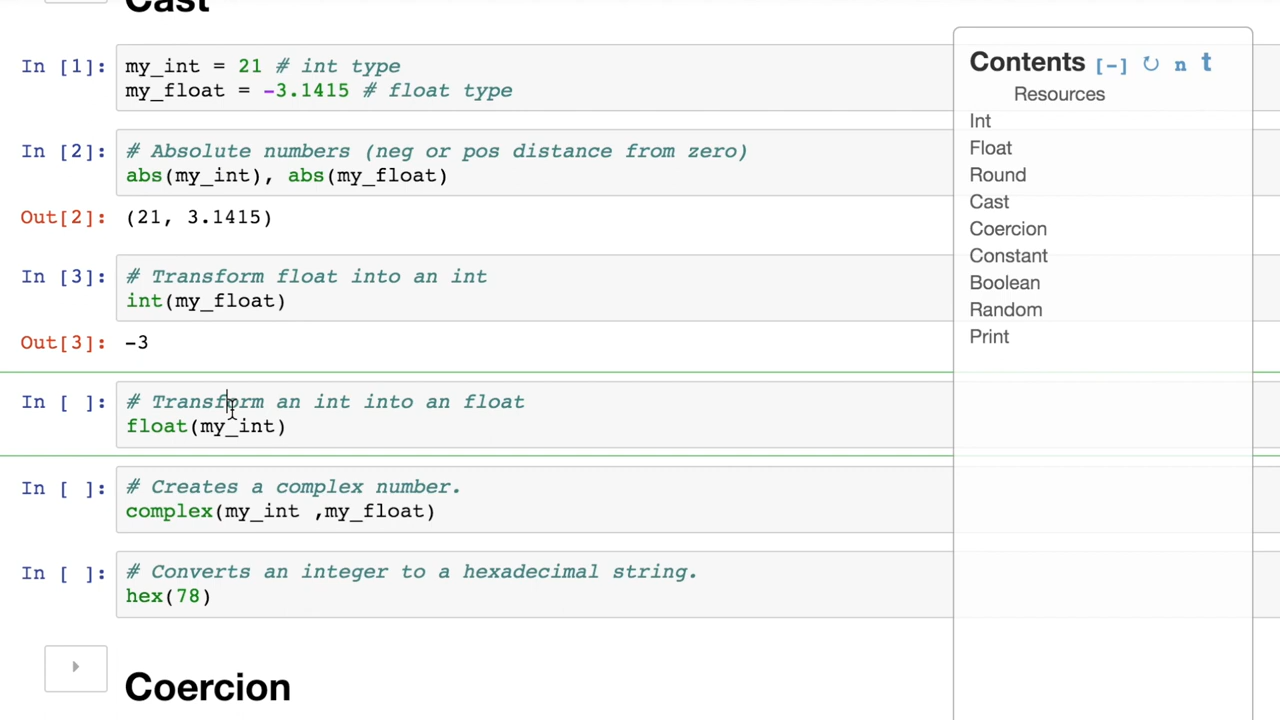 Cast
In [1]: my_int = 21 # int type
my_float = -3.1415 # float type
In [2]: # Absolute numbers (neg or pos distance from zero)
abs(my_int), abs(my_float)
Out[2]: (21, 3.1415)
In [3]: # Transform float into an int
int(my_float)
Out[3]: -3
In [ ]: # Transform an int into an float
float(my_int)
In [ ]: # Creates a complex number.
complex(my_int ,my_float)
In [ ]: # Converts an integer to a hexadecimal string.
hex(78)
Coercion
Contents [-] ↻ n t
Resources
Int
Float
Round
Cast
Coercion
Constant
Boolean
Random
Print